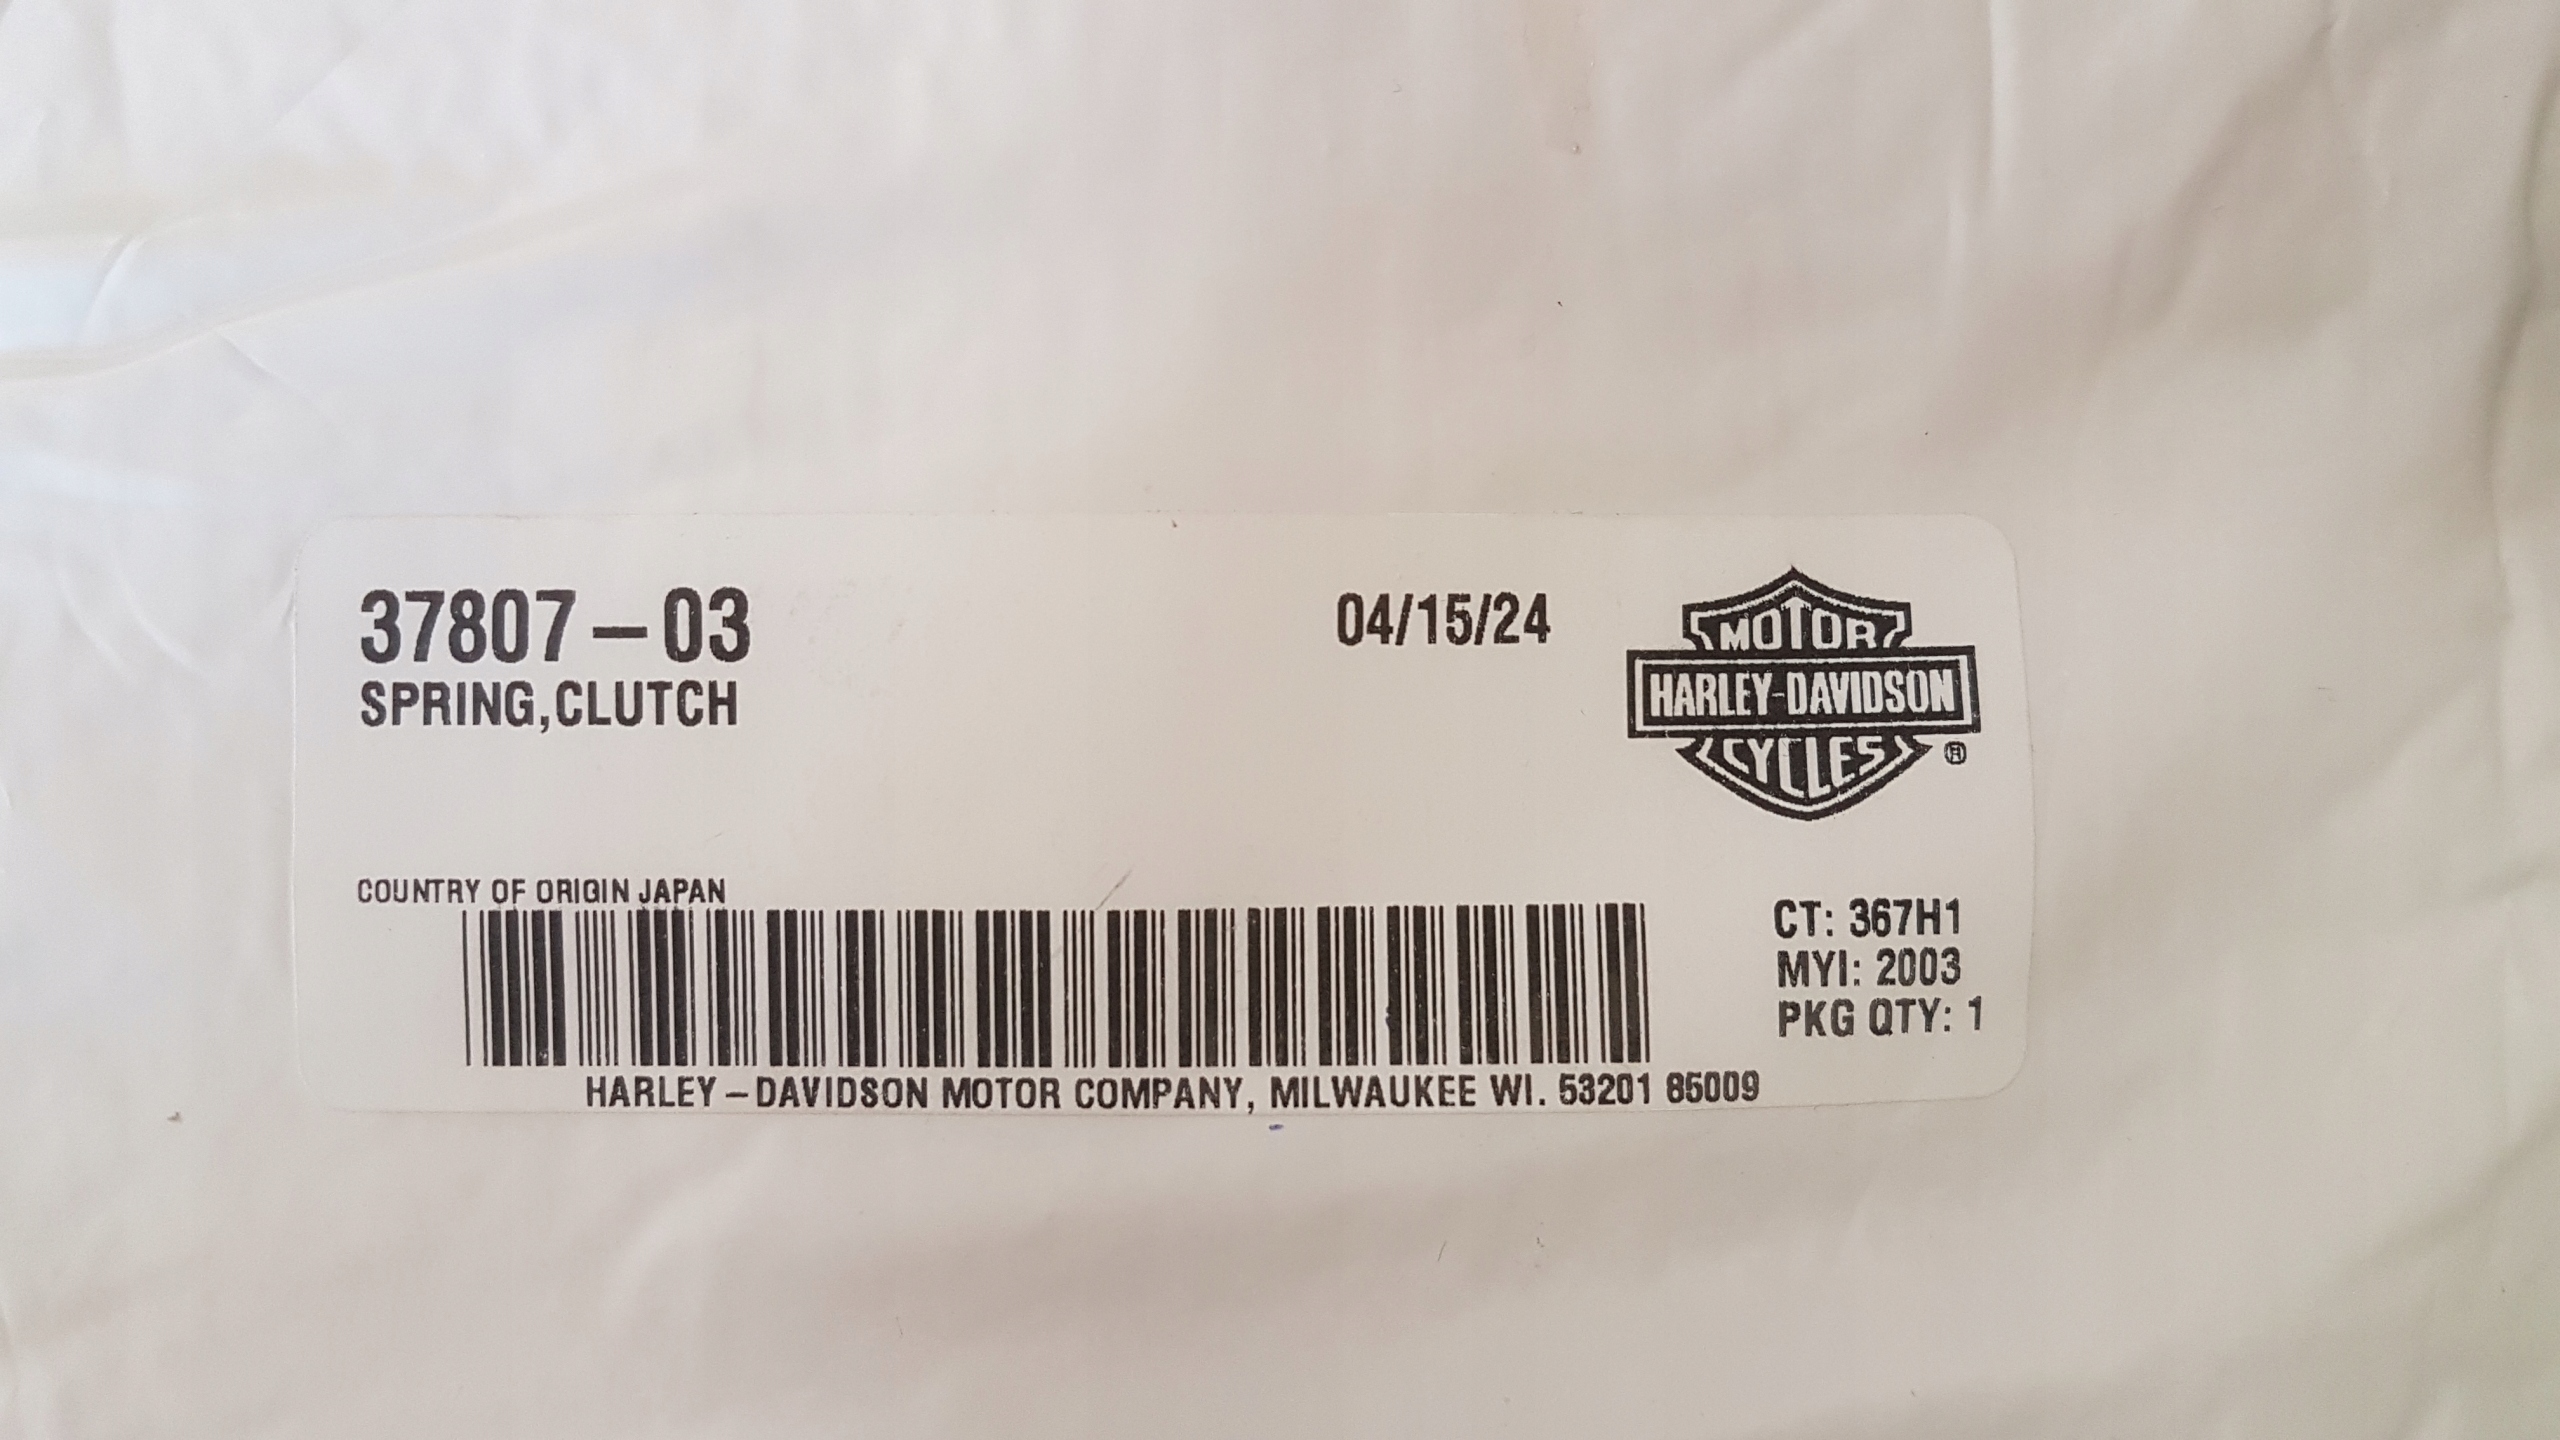 37807-03
SPRING,CLUTCH
04/15/24
MOTOR
HARLEY-DAVIDSON
CYCLES
®
COUNTRY OF ORIGIN JAPAN
CT: 367H1
MYI: 2003
PKG QTY: 1
HARLEY-DAVIDSON MOTOR COMPANY, MILWAUKEE WI. 53201 85009